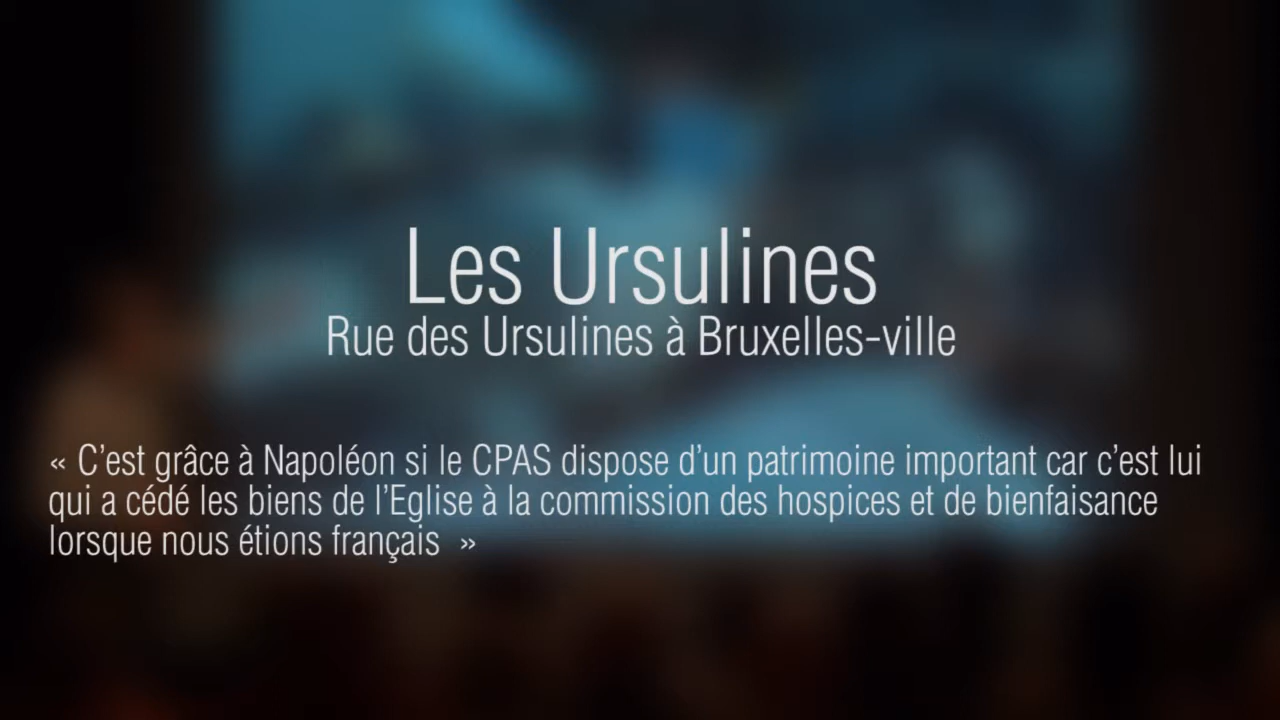 Les Ursulines
Rue des Ursulines à Bruxelles-ville
« C’est grâce à Napoléon si le CPAS dispose d’un patrimoine important car c’est lui
qui a cédé les biens de l’Eglise à la commission des hospices et de bienfaisance
lorsque nous étions français  »